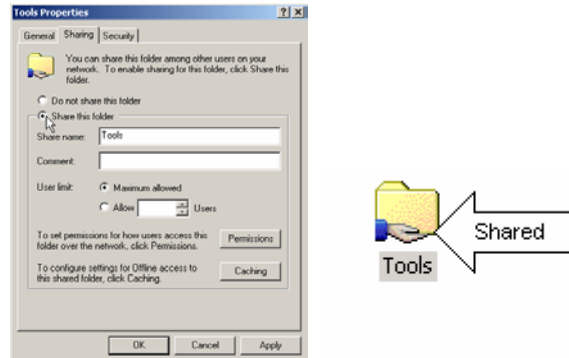 Tools Properties
General Sharing Security
You can share this folder among other users on your
network. To enable sharing for this folder, click Share this
folder.
Do not share this folder
Share this folder
Share name: Tools
Comment:
User limit: Maximum allowed
Allow Users
To set permissions for how users access this
folder over the network, click Permissions.
Permissions
To configure settings for Offline access to
this shared folder, click Caching.
Caching
OK Cancel Apply
Shared
Tools